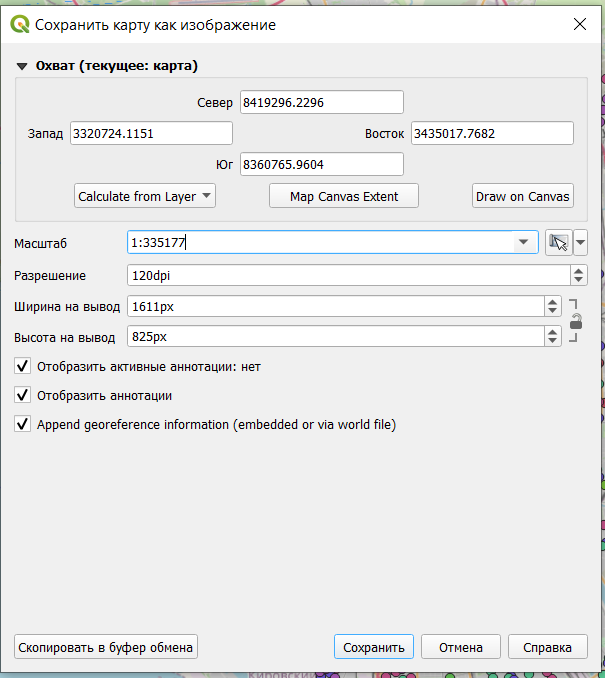 Сохранить карту как изображение
Охват (текущее: карта)
Север 8419296.2296
Запад 3320724.1151 Восток 3435017.7682
Юг 8360765.9604
Calculate from Layer Map Canvas Extent Draw on Canvas
Масштаб 1:335177
Разрешение 120dpi
Ширина на вывод 1611px
Высота на вывод 825px
Отобразить активные аннотации: нет
Отобразить аннотации
Append georeference information (embedded or via world file)
Скопировать в буфер обмена Сохранить Отмена Справка
Кировский